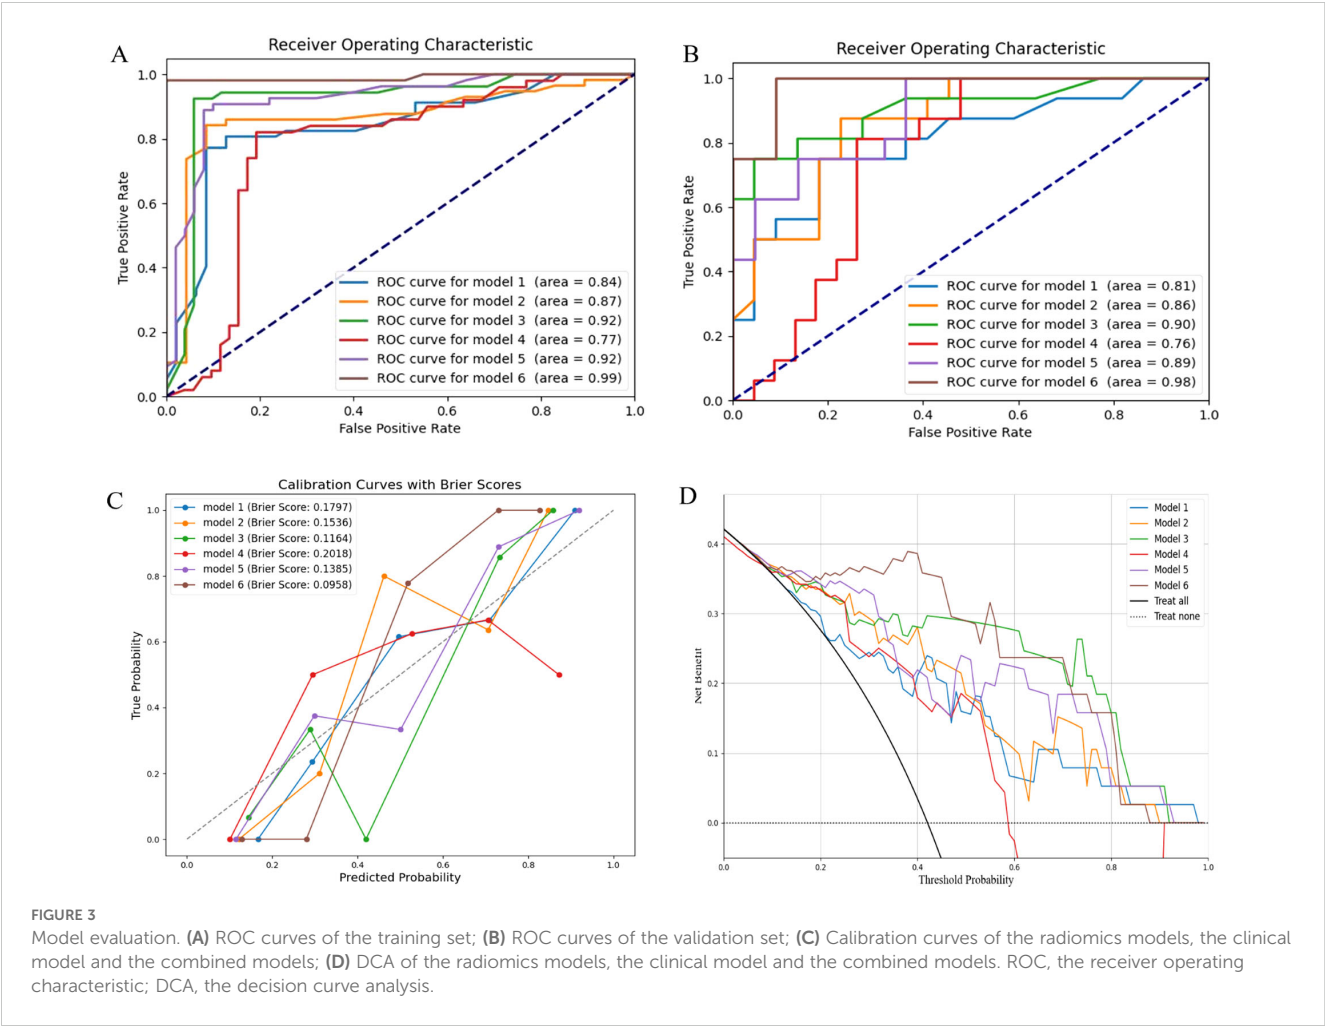 A
Receiver Operating Characteristic
1.0
0.8
0.6
0.4
0.2
0.0
True Positive Rate
ROC curve for model 1 (area = 0.84)
ROC curve for model 2 (area = 0.87)
ROC curve for model 3 (area = 0.92)
ROC curve for model 4 (area = 0.77)
ROC curve for model 5 (area = 0.92)
ROC curve for model 6 (area = 0.99)
0.0 0.2 0.4 0.6 0.8 1.0
False Positive Rate
B
Receiver Operating Characteristic
1.0
0.8
0.6
0.4
0.2
0.0
True Positive Rate
ROC curve for model 1 (area = 0.81)
ROC curve for model 2 (area = 0.86)
ROC curve for model 3 (area = 0.90)
ROC curve for model 4 (area = 0.76)
ROC curve for model 5 (area = 0.89)
ROC curve for model 6 (area = 0.98)
0.0 0.2 0.4 0.6 0.8 1.0
False Positive Rate
C
Calibration Curves with Brier Scores
model 1 (Brier Score: 0.1797)
model 2 (Brier Score: 0.1536)
model 3 (Brier Score: 0.1164)
model 4 (Brier Score: 0.2018)
model 5 (Brier Score: 0.1385)
model 6 (Brier Score: 0.0958)
1.0
0.8
0.6
0.4
0.2
0.0
True Probability
0.0 0.2 0.4 0.6 0.8 1.0
Predicted Probability
D
Model 1
Model 2
Model 3
Model 4
Model 5
Model 6
Treat all
Treat none
0.4
0.3
0.2
0.1
0.0
Net Benefit
0.0 0.2 0.4 0.6 0.8 1.0
Threshold Probability
FIGURE 3
Model evaluation. (A) ROC curves of the training set; (B) ROC curves of the validation set; (C) Calibration curves of the radiomics models, the clinical
model and the combined models; (D) DCA of the radiomics models, the clinical model and the combined models. ROC, the receiver operating
characteristic; DCA, the decision curve analysis.